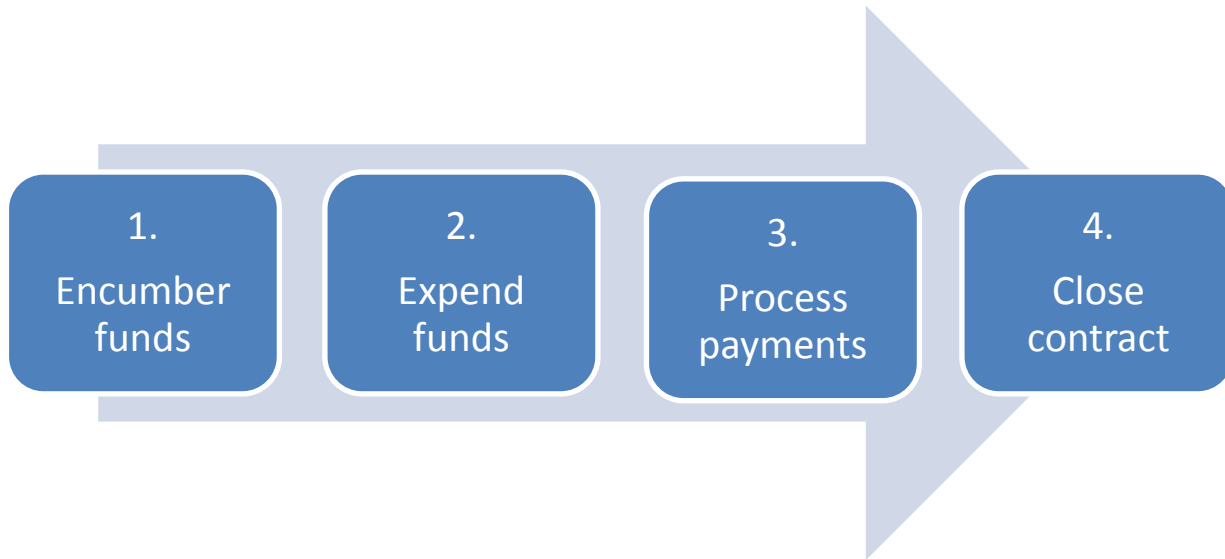 1.
Encumber
funds
2.
Expend
funds
3.
Process
payments
4.
Close
contract